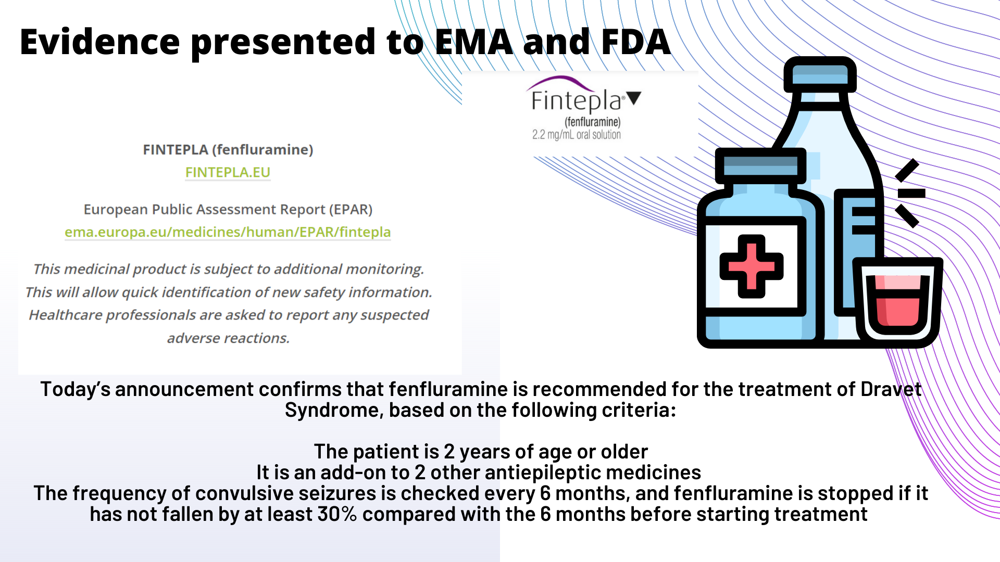 Evidence presented to EMA and FDA
Fintepla®▼
(fenfluramine)
2.2 mg/mL oral solution
FINTEPLA (fenfluramine)
FINTEPLA.EU
European Public Assessment Report (EPAR)
ema.europa.eu/medicines/human/EPAR/fintepla
This medicinal product is subject to additional monitoring.
This will allow quick identification of new safety information.
Healthcare professionals are asked to report any suspected
adverse reactions.
Today’s announcement confirms that fenfluramine is recommended for the treatment of Dravet
Syndrome, based on the following criteria:
The patient is 2 years of age or older
It is an add-on to 2 other antiepileptic medicines
The frequency of convulsive seizures is checked every 6 months, and fenfluramine is stopped if it
has not fallen by at least 30% compared with the 6 months before starting treatment